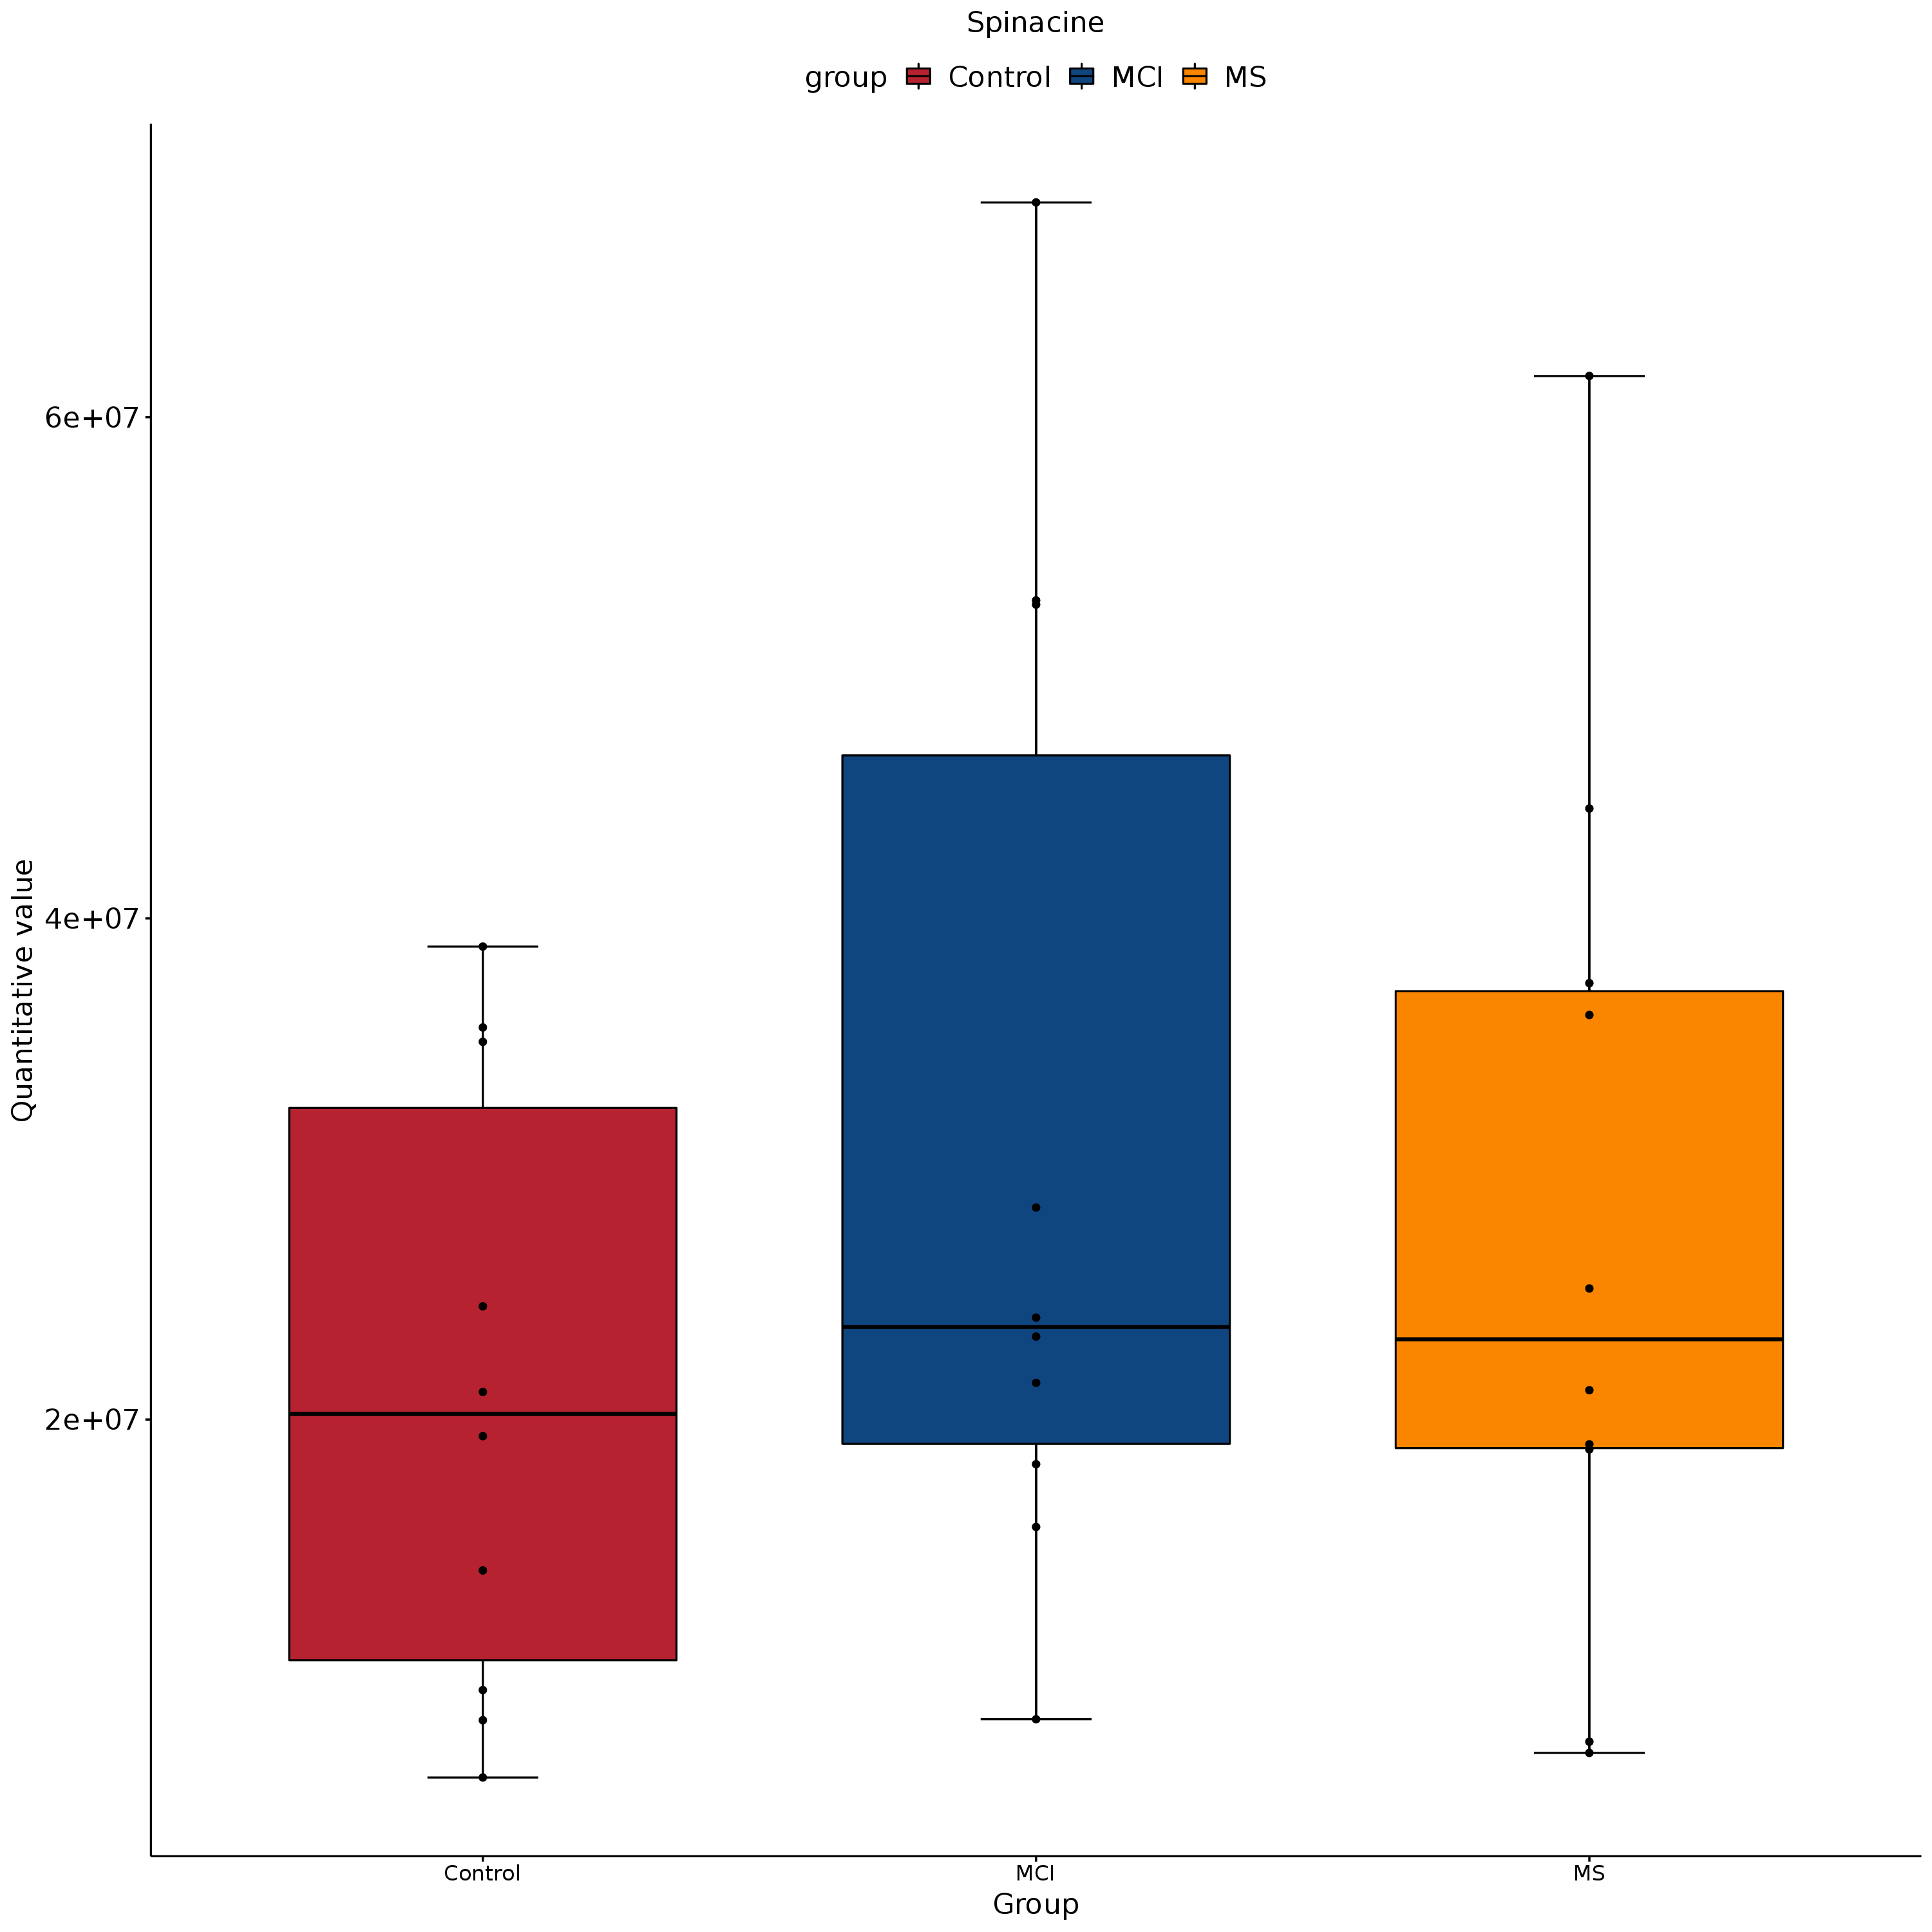 Spinacine
group Control MCI MS
Quantitative value
6e+07
4e+07
2e+07
Control MCI MS
Group